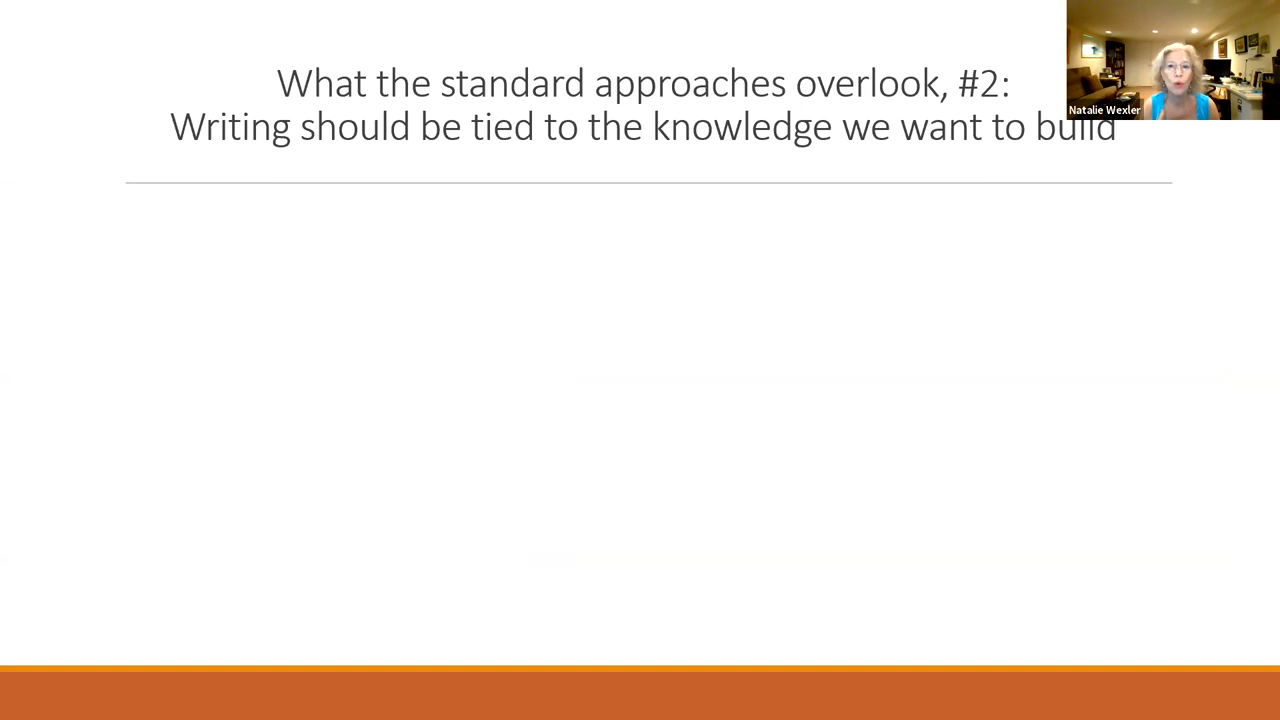 What the standard approaches overlook, #2:
Writing should be tied to the knowledge we want to build
Natalie Wexler